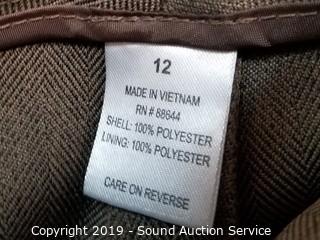 12
MADE IN VIETNAM
RN # 88644
SHELL: 100% POLYESTER
LINING: 100% POLYESTER
CARE ON REVERSE
Copyright 2019 - Sound Auction Service